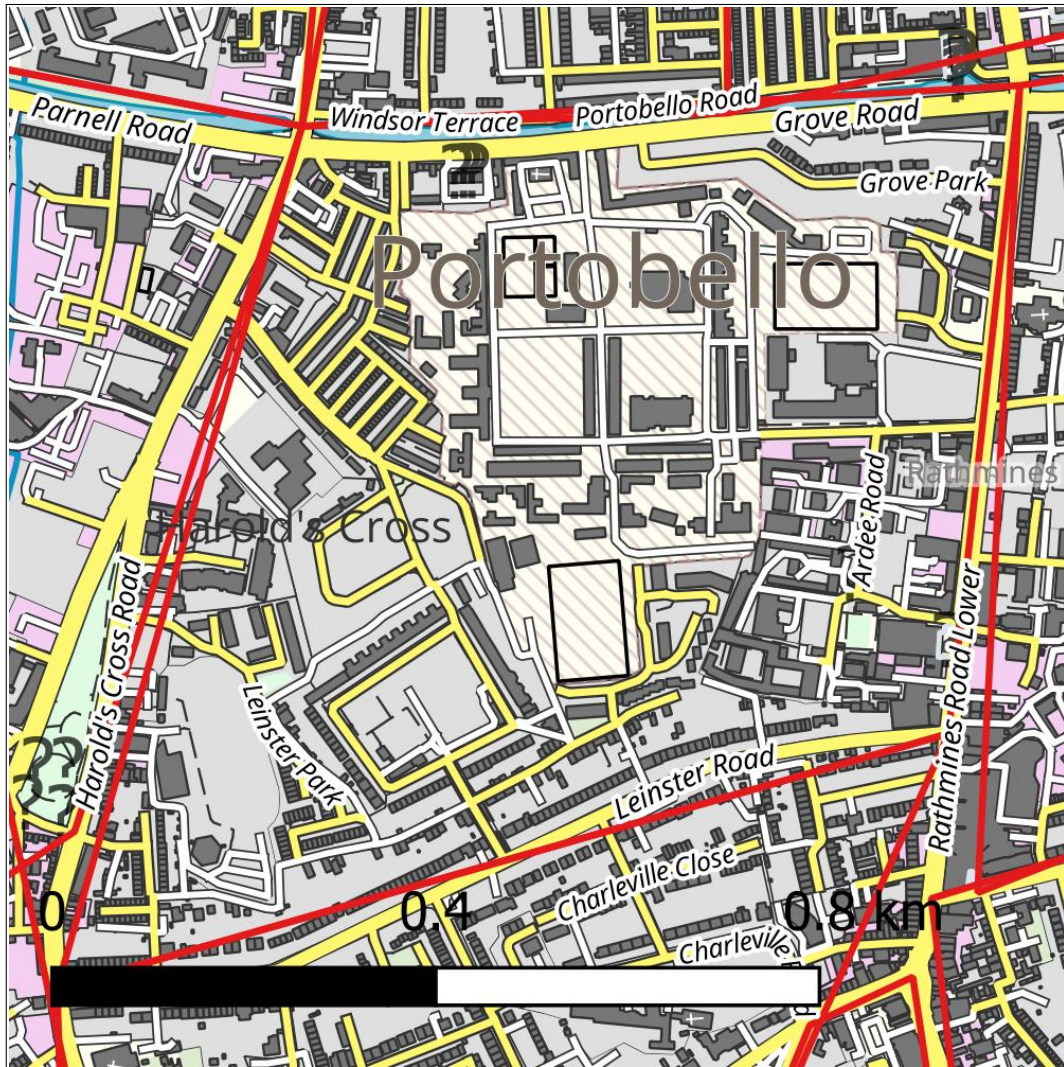 Parnell Road
Windsor Terrace
Portobello Road
Grove Road
Grove Park
Portobello
Rathmines
Harold's Cross
Ardee Road
Harold's Cross Road
Leinster Park
Leinster Road
Rathmines Road Lower
Charleville Close
0 0.4 0.8 km
Charleville